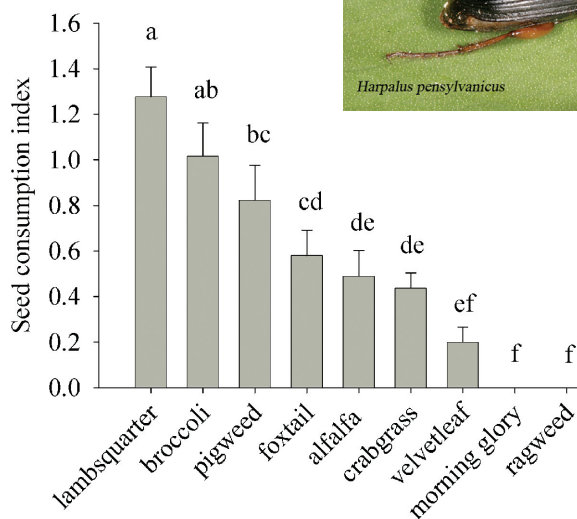 Harpalus pensylvanicus
Seed consumption index
1.6
1.4
1.2
1.0
0.8
0.6
0.4
0.2
0.0
a
ab
bc
cd
de
de
ef
f
f
lambsquarter
broccoli
pigweed
foxtail
alfalfa
crabgrass
velvetleaf
morning glory
ragweed